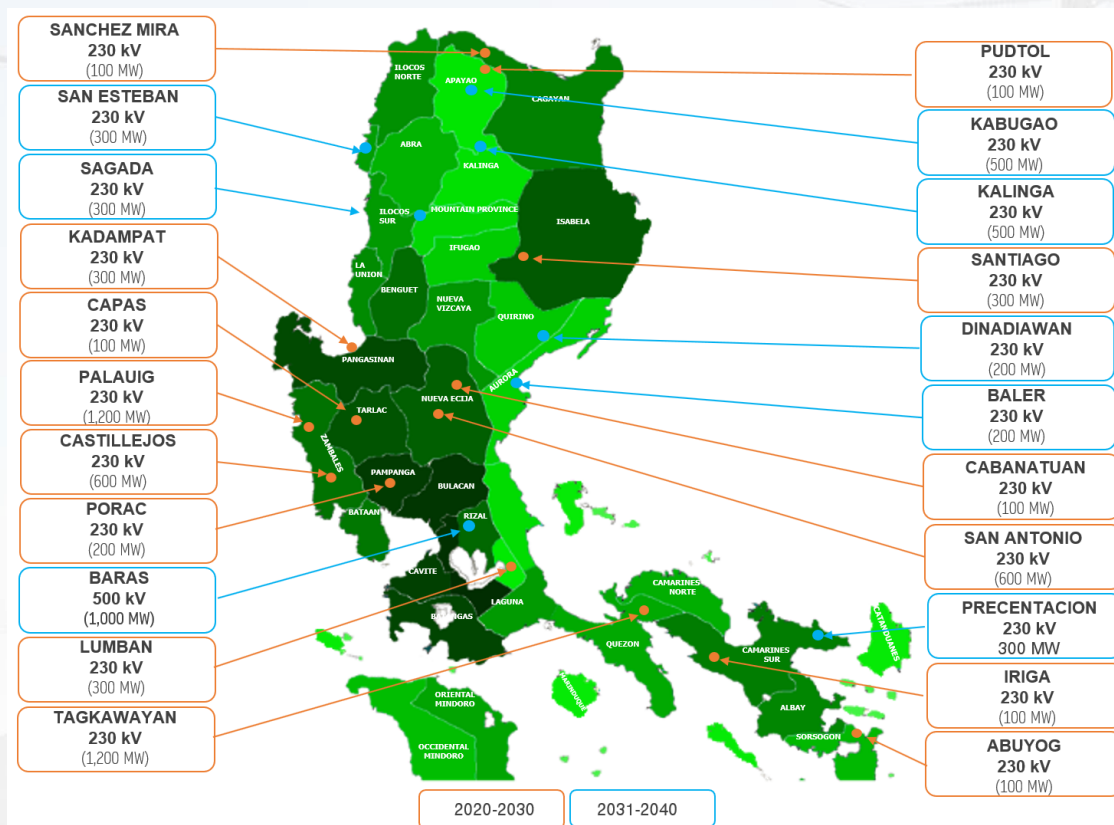 SANCHEZ MIRA
230 kV
(100 MW)
SAN ESTEBAN
230 kV
(300 MW)
SAGADA
230 kV
(300 MW)
KADAMPAT
230 kV
(300 MW)
CAPAS
230 kV
(100 MW)
PALAUIG
230 kV
(1,200 MW)
CASTILLEJOS
230 kV
(600 MW)
PORAC
230 kV
(200 MW)
BARAS
500 kV
(1,000 MW)
LUMBAN
230 kV
(300 MW)
TAGKAWAYAN
230 kV
(1,200 MW)
ILOCOS
NORTE
APAYAO
CAGAYAN
ABRA
KALINGA
ILOCOS
SUR
MOUNTAIN PROVINCE
ISABELA
IFUGAO
LA
UNION
BENGUET
NUEVA
VIZCAYA
QUIRINO
PANGASINAN
AURORA
NUEVA ECIJA
TARLAC
ZAMBALES
PAMPANGA
BULACAN
BATAAN
RIZAL
CAVITE
LAGUNA
CAMARINES
NORTE
QUEZON
CAMARINES
SUR
CATANDUANES
MARINDUQUE
ORIENTAL
MINDORO
ALBAY
OCCIDENTAL
MINDORO
SORSOGON
PUDTOL
230 kV
(100 MW)
KABUGAO
230 kV
(500 MW)
KALINGA
230 kV
(500 MW)
SANTIAGO
230 kV
(300 MW)
DINADIAWAN
230 kV
(200 MW)
BALER
230 kV
(200 MW)
CABANATUAN
230 kV
(100 MW)
SAN ANTONIO
230 kV
(600 MW)
PRECENTACION
230 kV
300 MW
IRIGA
230 kV
(100 MW)
ABUYOG
230 kV
(100 MW)
2020-2030
2031-2040